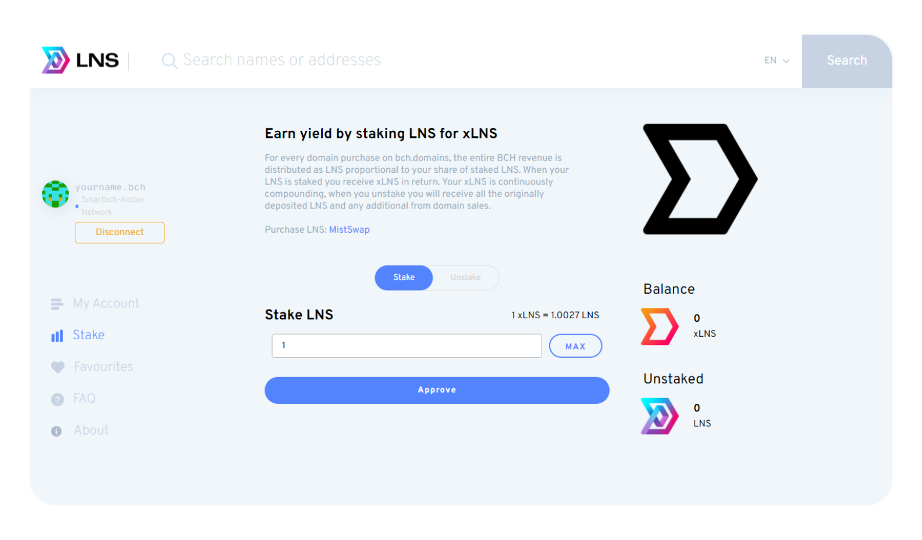 LNS
Search names or addresses
EN
Search
yourname.bch
Smartbch-Amber
Network
Disconnect
My Account
Stake
Favourites
FAQ
About
Earn yield by staking LNS for xLNS
For every domain purchase on bch.domains, the entire BCH revenue is
distributed as LNS proportional to your share of staked LNS. When your
LNS is staked you receive xLNS in return. Your xLNS is continuously
compounding, when you unstake you will receive all the originally
deposited LNS and any additional from domain sales.
Purchase LNS: MistSwap
Stake
Unstake
Stake LNS
1 xLNS = 1.0027 LNS
1
MAX
Approve
Balance
0
xLNS
Unstaked
0
LNS